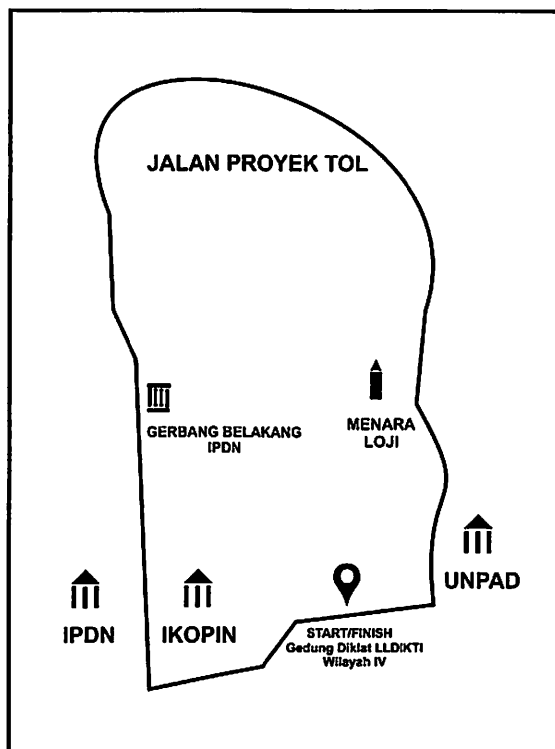 JALAN PROYEK TOL
GERBANG BELAKANG
IPDN
MENARA
LOJI
UNPAD
IPDN
IKOPIN
START/FINISH
Gedung Diklat LLDIKTI
Wilayah IV